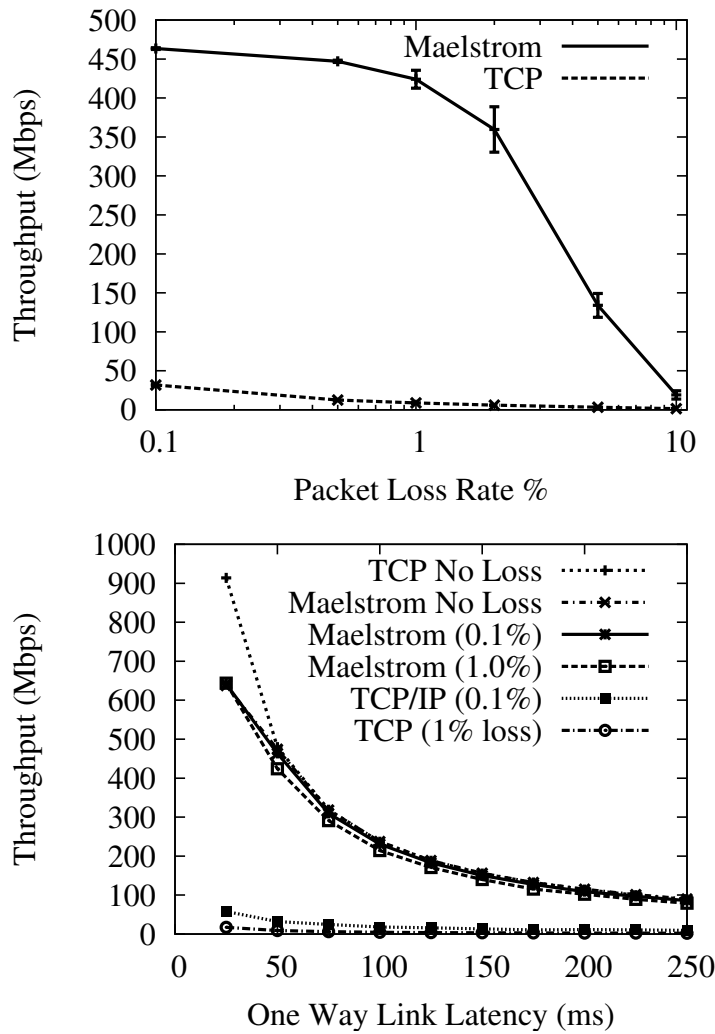 500
450
400
350
300
250
200
150
100
50
0
Throughput (Mbps)
Maelstrom
TCP
0.1 1 10
Packet Loss Rate %
1000
900
800
700
600
500
400
300
200
100
0
Throughput (Mbps)
TCP No Loss
Maelstrom No Loss
Maelstrom (0.1%)
Maelstrom (1.0%)
TCP/IP (0.1%)
TCP (1% loss)
0 50 100 150 200 250
One Way Link Latency (ms)